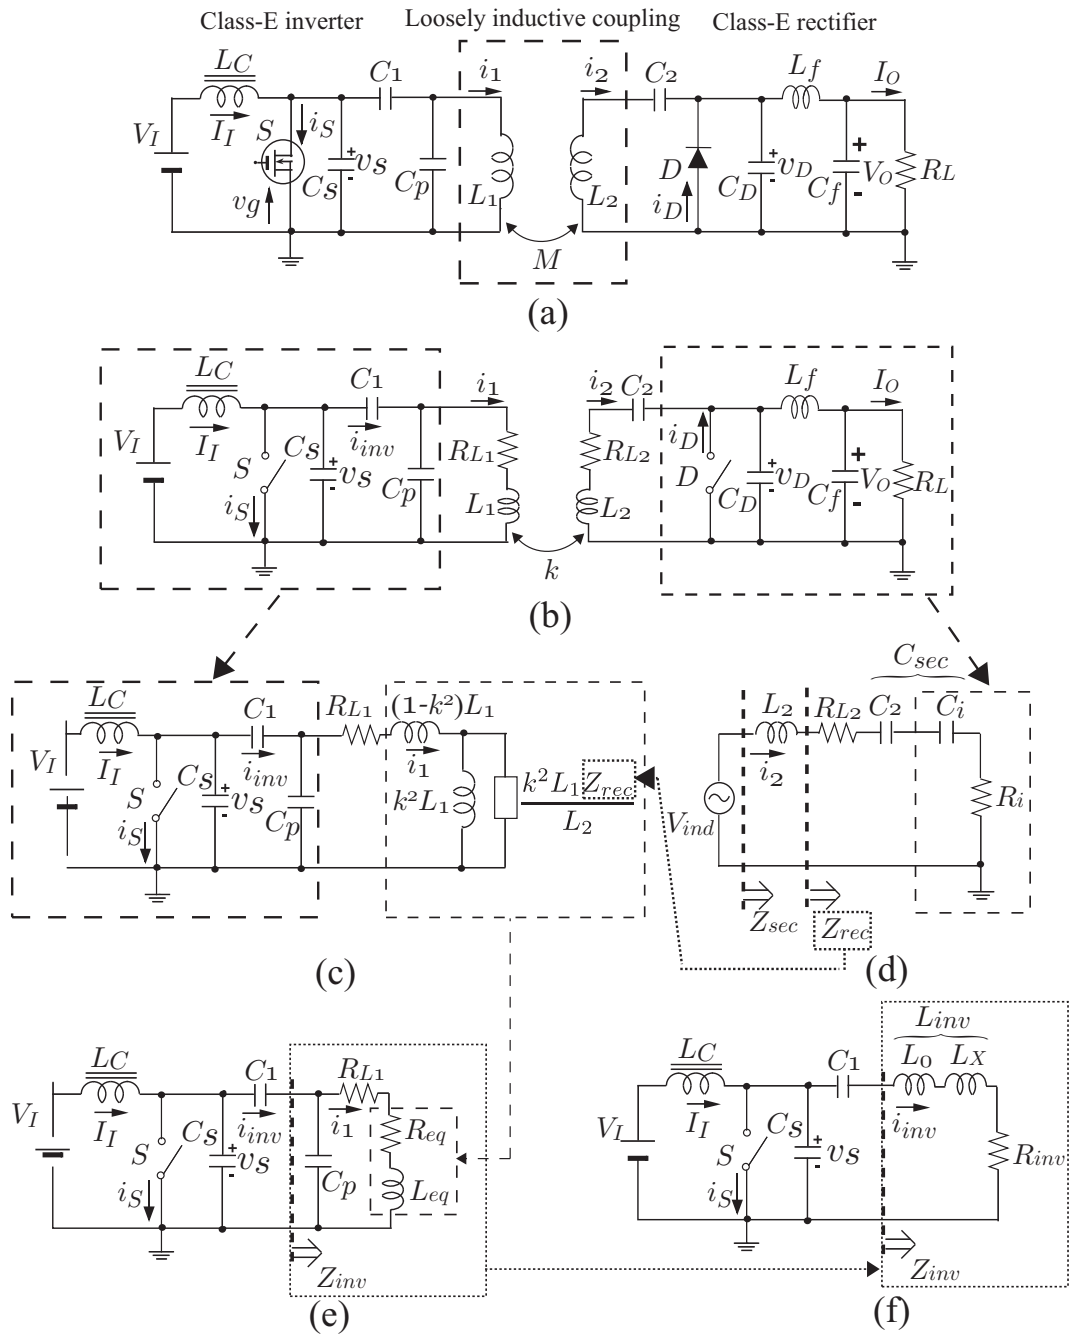 Class-E inverter Loosely inductive coupling Class-E rectifier
LC C1 i1 i2 C2 Lf IO
VI II S iS + vS - CS Cp L1 L2 D + vD - CD Cf + VO - RL
vg iD
M
(a)
LC C1 i1 i2 C2 Lf IO
VI II iinv RL1 RL2 iD
S CS + vS - Cp L1 L2 D CD + vD - Cf + VO - RL
iS k
(b)
Csec
LC C1 RL1 (1-k²)L1 L2 RL2 C2 Ci
VI II iinv i1 i2
S CS + vS - Cp k²L1 k²L1 Zrec Vind Ri
iS L2
Zsec Zrec
(c) (d)
Linv
LC C1 RL1 LC C1 L0 LX
VI II iinv i1 VI II iinv
S CS + vS - Cp Req S CS + vS - Rinv
iS Leq iS
Zinv Zinv
(e) (f)